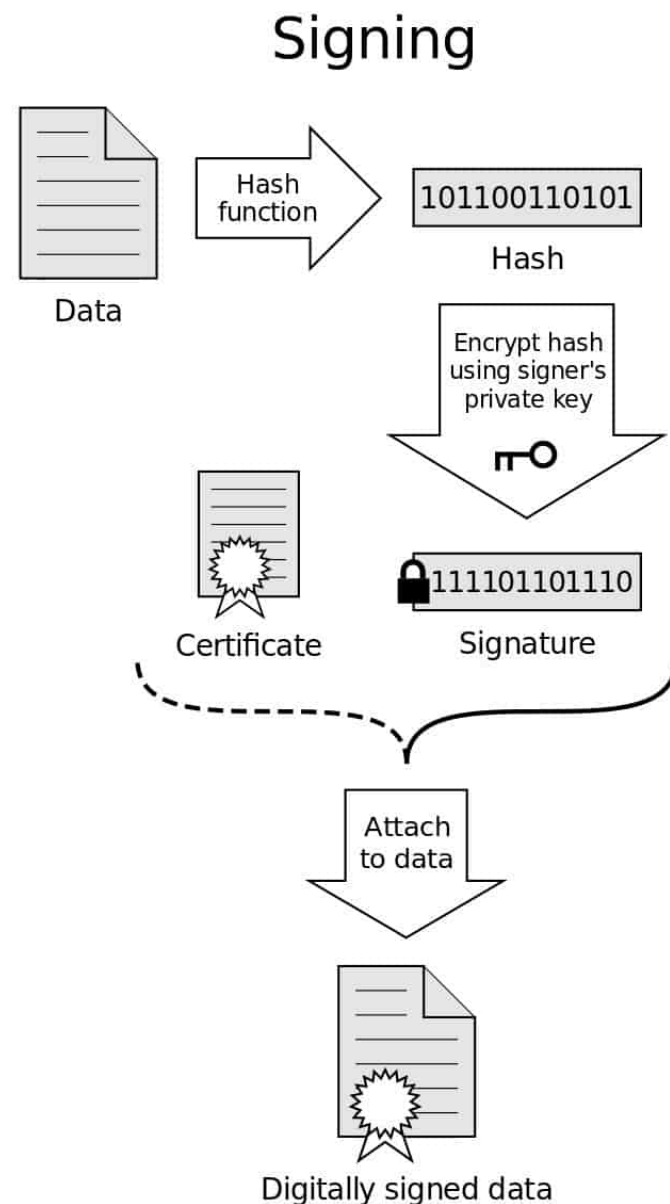 Signing
Hash
function
101100110101
Hash
Data
Encrypt hash
using signer's
private key
111101101110
Certificate
Signature
Attach
to data
Digitally signed data